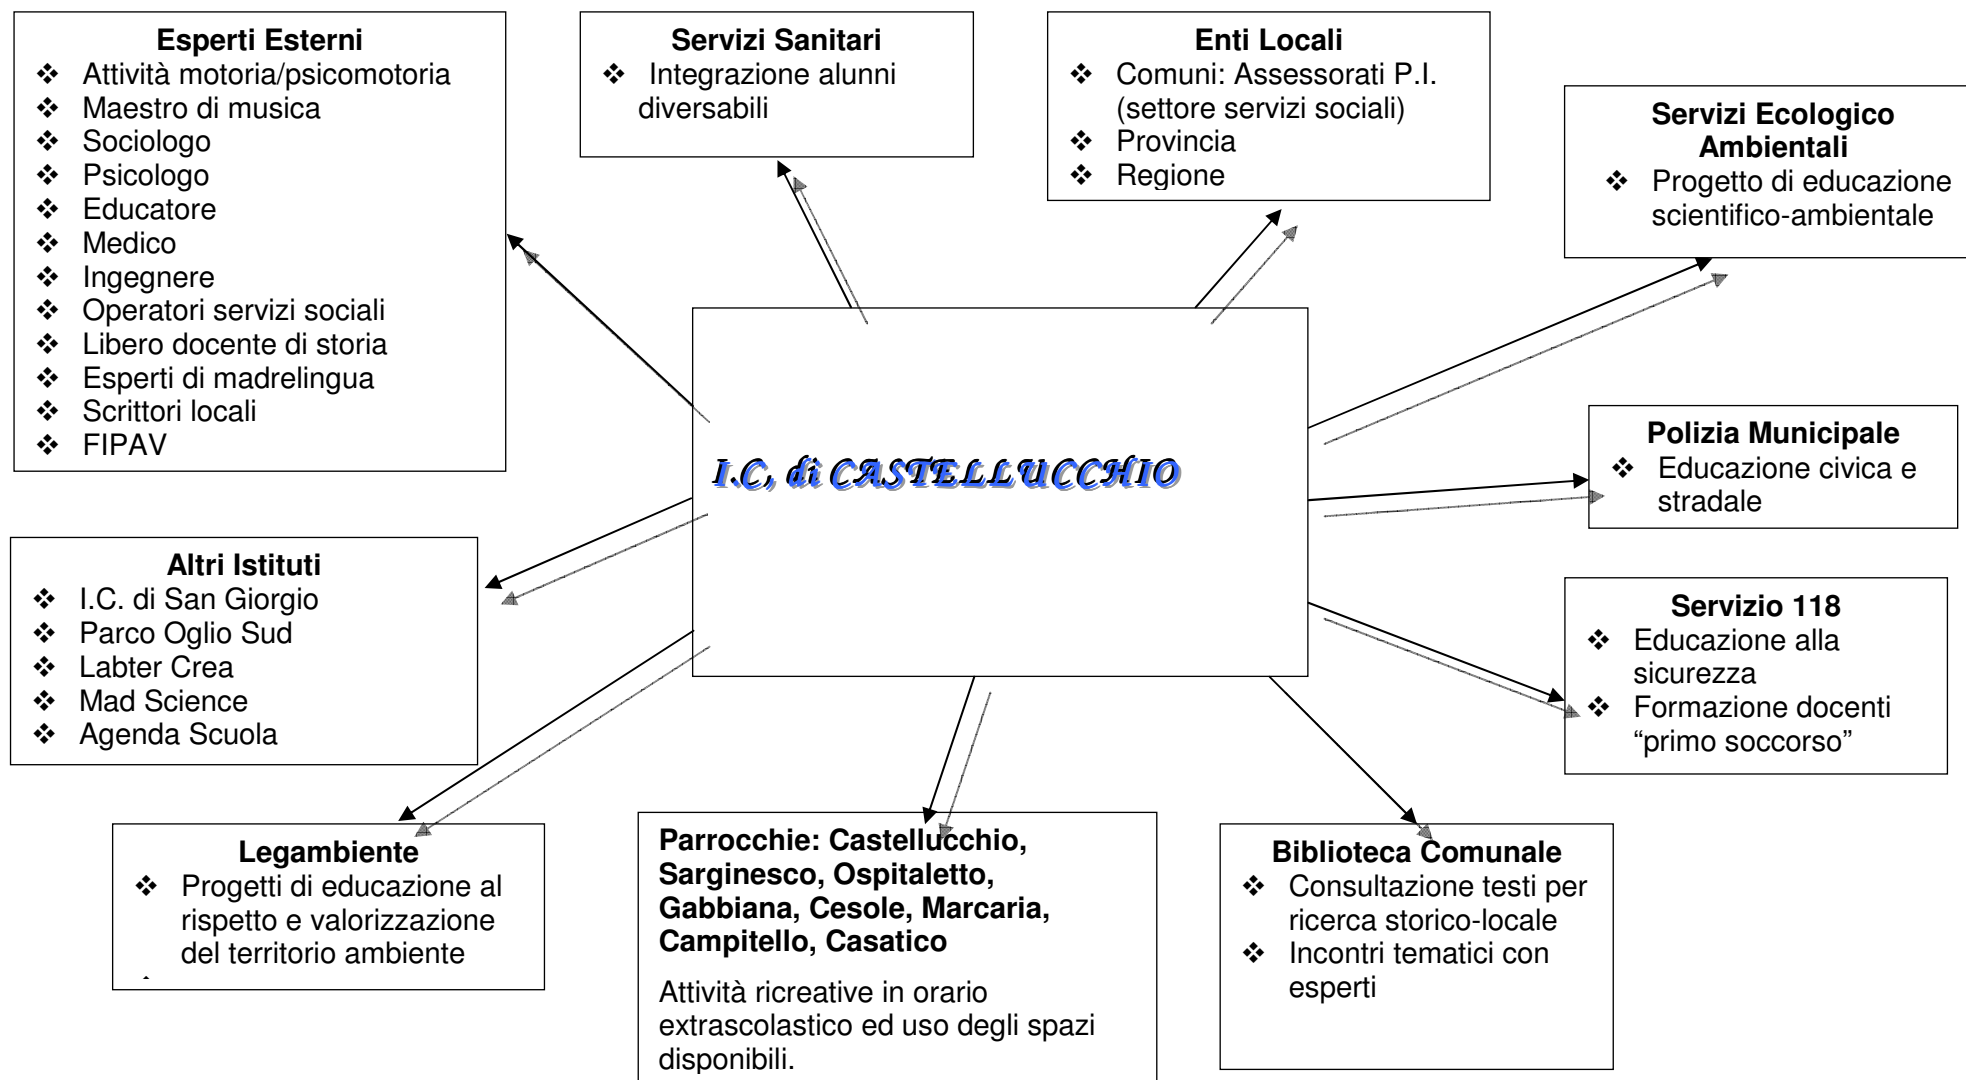 Esperti Esterni
❖ Attività motoria/psicomotoria
❖ Maestro di musica
❖ Sociologo
❖ Psicologo
❖ Educatore
❖ Medico
❖ Ingegnere
❖ Operatori servizi sociali
❖ Libero docente di storia
❖ Esperti di madrelingua
❖ Scrittori locali
❖ FIPAV
Servizi Sanitari
❖ Integrazione alunni
diversabili
Enti Locali
❖ Comuni: Assessorati P.I.
(settore servizi sociali)
❖ Provincia
❖ Regione
Servizi Ecologico
Ambientali
❖ Progetto di educazione
scientifico-ambientale
I.C, di CASTELLUCCHIO
Polizia Municipale
❖ Educazione civica e
stradale
Altri Istituti
❖ I.C. di San Giorgio
❖ Parco Oglio Sud
❖ Labter Crea
❖ Mad Science
❖ Agenda Scuola
Servizio 118
❖ Educazione alla
sicurezza
❖ Formazione docenti
“primo soccorso”
Legambiente
❖ Progetti di educazione al
rispetto e valorizzazione
del territorio ambiente
Parrocchie: Castellucchio,
Sarginesco, Ospitaletto,
Gabbiana, Cesole, Marcaria,
Campitello, Casatico
Attività ricreative in orario
extrascolastico ed uso degli spazi
disponibili.
Biblioteca Comunale
❖ Consultazione testi per
ricerca storico-locale
❖ Incontri tematici con
esperti